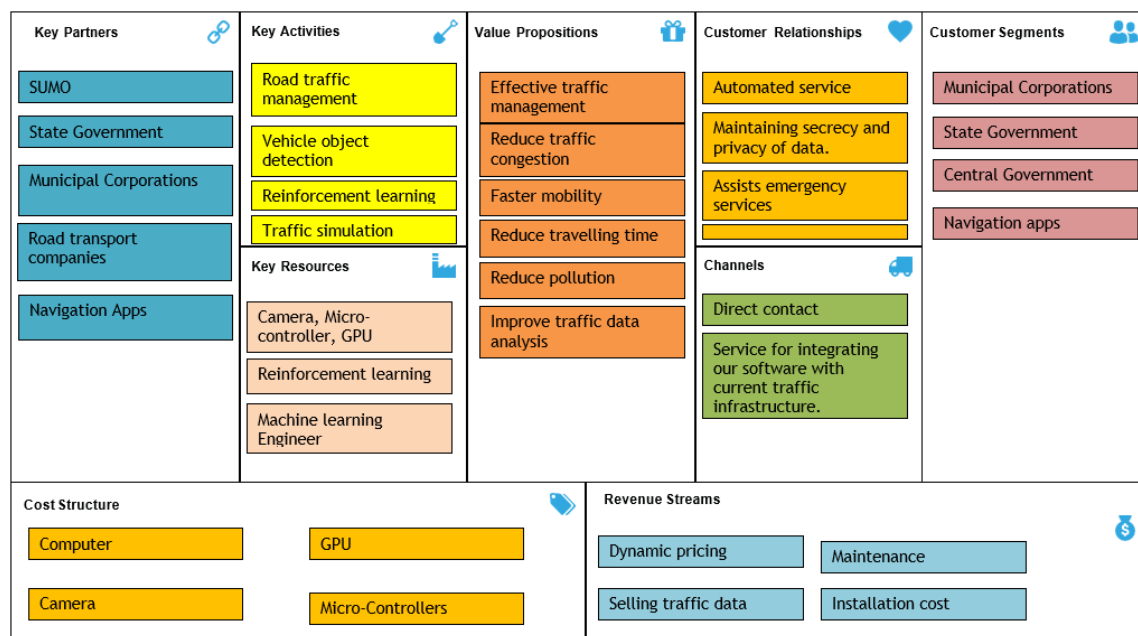 Key Partners
SUMO
State Government
Municipal Corporations
Road transport
companies
Navigation Apps
Key Activities
Road traffic
management
Vehicle object
detection
Reinforcement learning
Traffic simulation
Key Resources
Camera, Micro-
controller, GPU
Reinforcement learning
Machine learning
Engineer
Value Propositions
Effective traffic
management
Reduce traffic
congestion
Faster mobility
Reduce travelling time
Reduce pollution
Improve traffic data
analysis
Customer Relationships
Automated service
Maintaining secrecy and
privacy of data.
Assists emergency
services
Channels
Direct contact
Service for integrating
our software with
current traffic
infrastructure.
Customer Segments
Municipal Corporations
State Government
Central Government
Navigation apps
Cost Structure
Computer
GPU
Camera
Micro-Controllers
Revenue Streams
Dynamic pricing
Maintenance
Selling traffic data
Installation cost